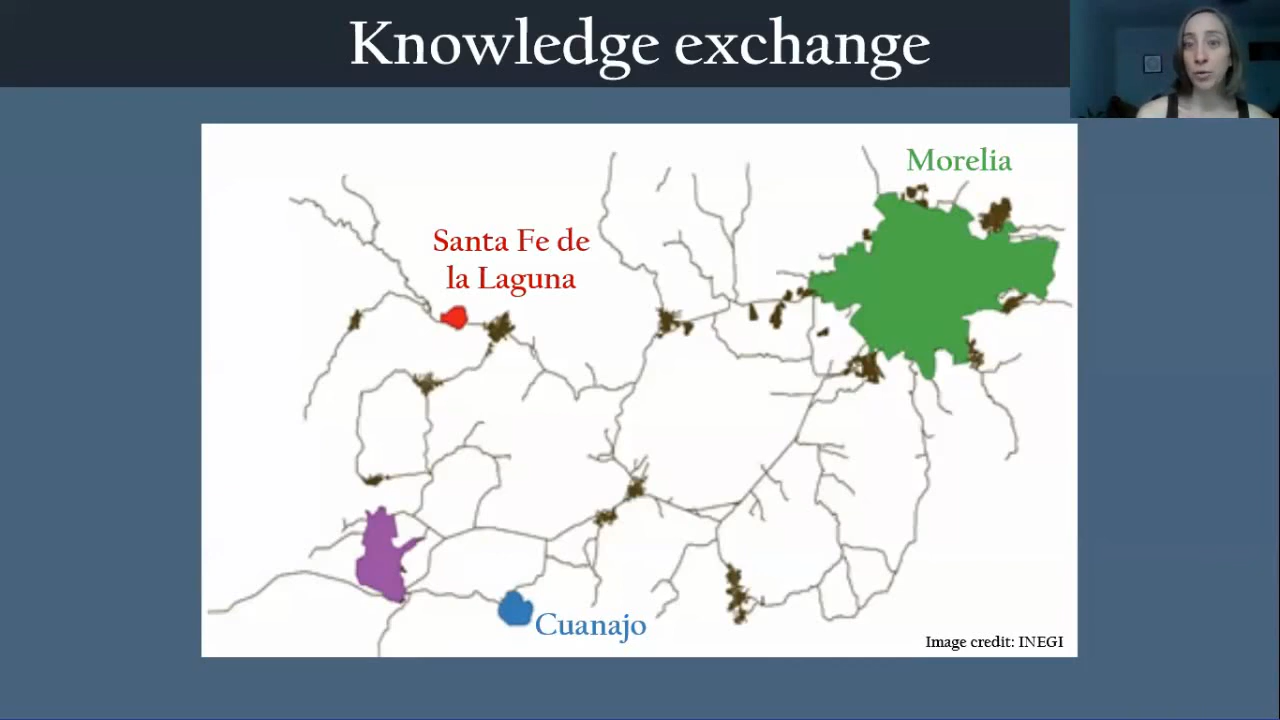 Knowledge exchange
Morelia
Santa Fe de
la Laguna
Cuanajo
Image credit: INEGI